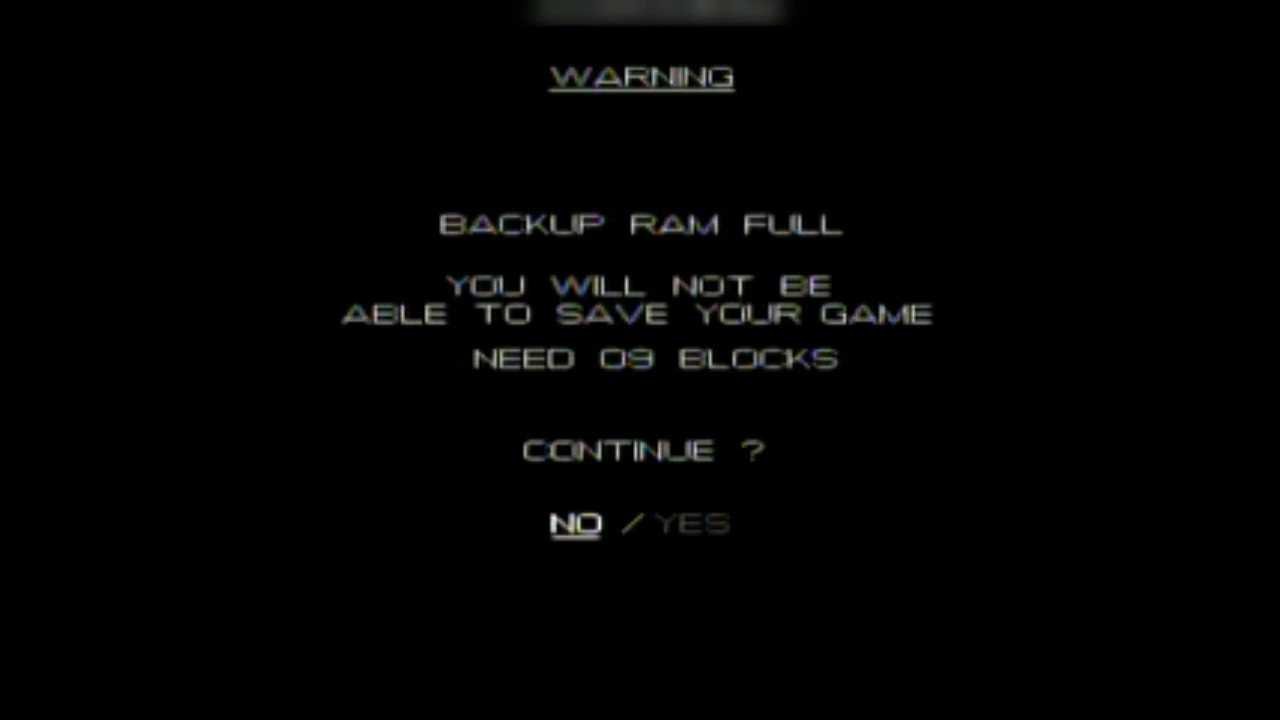 WARNING
BACKUP RAM FULL
YOU WILL NOT BE
ABLE TO SAVE YOUR GAME
NEED 09 BLOCKS
CONTINUE ?
NO / YES